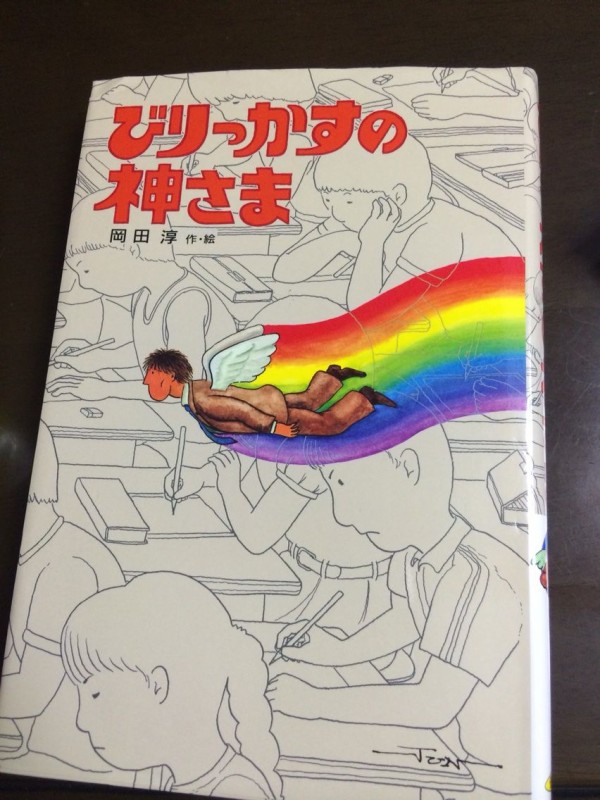 びりっかすの
神さま
岡田 淳 作・絵